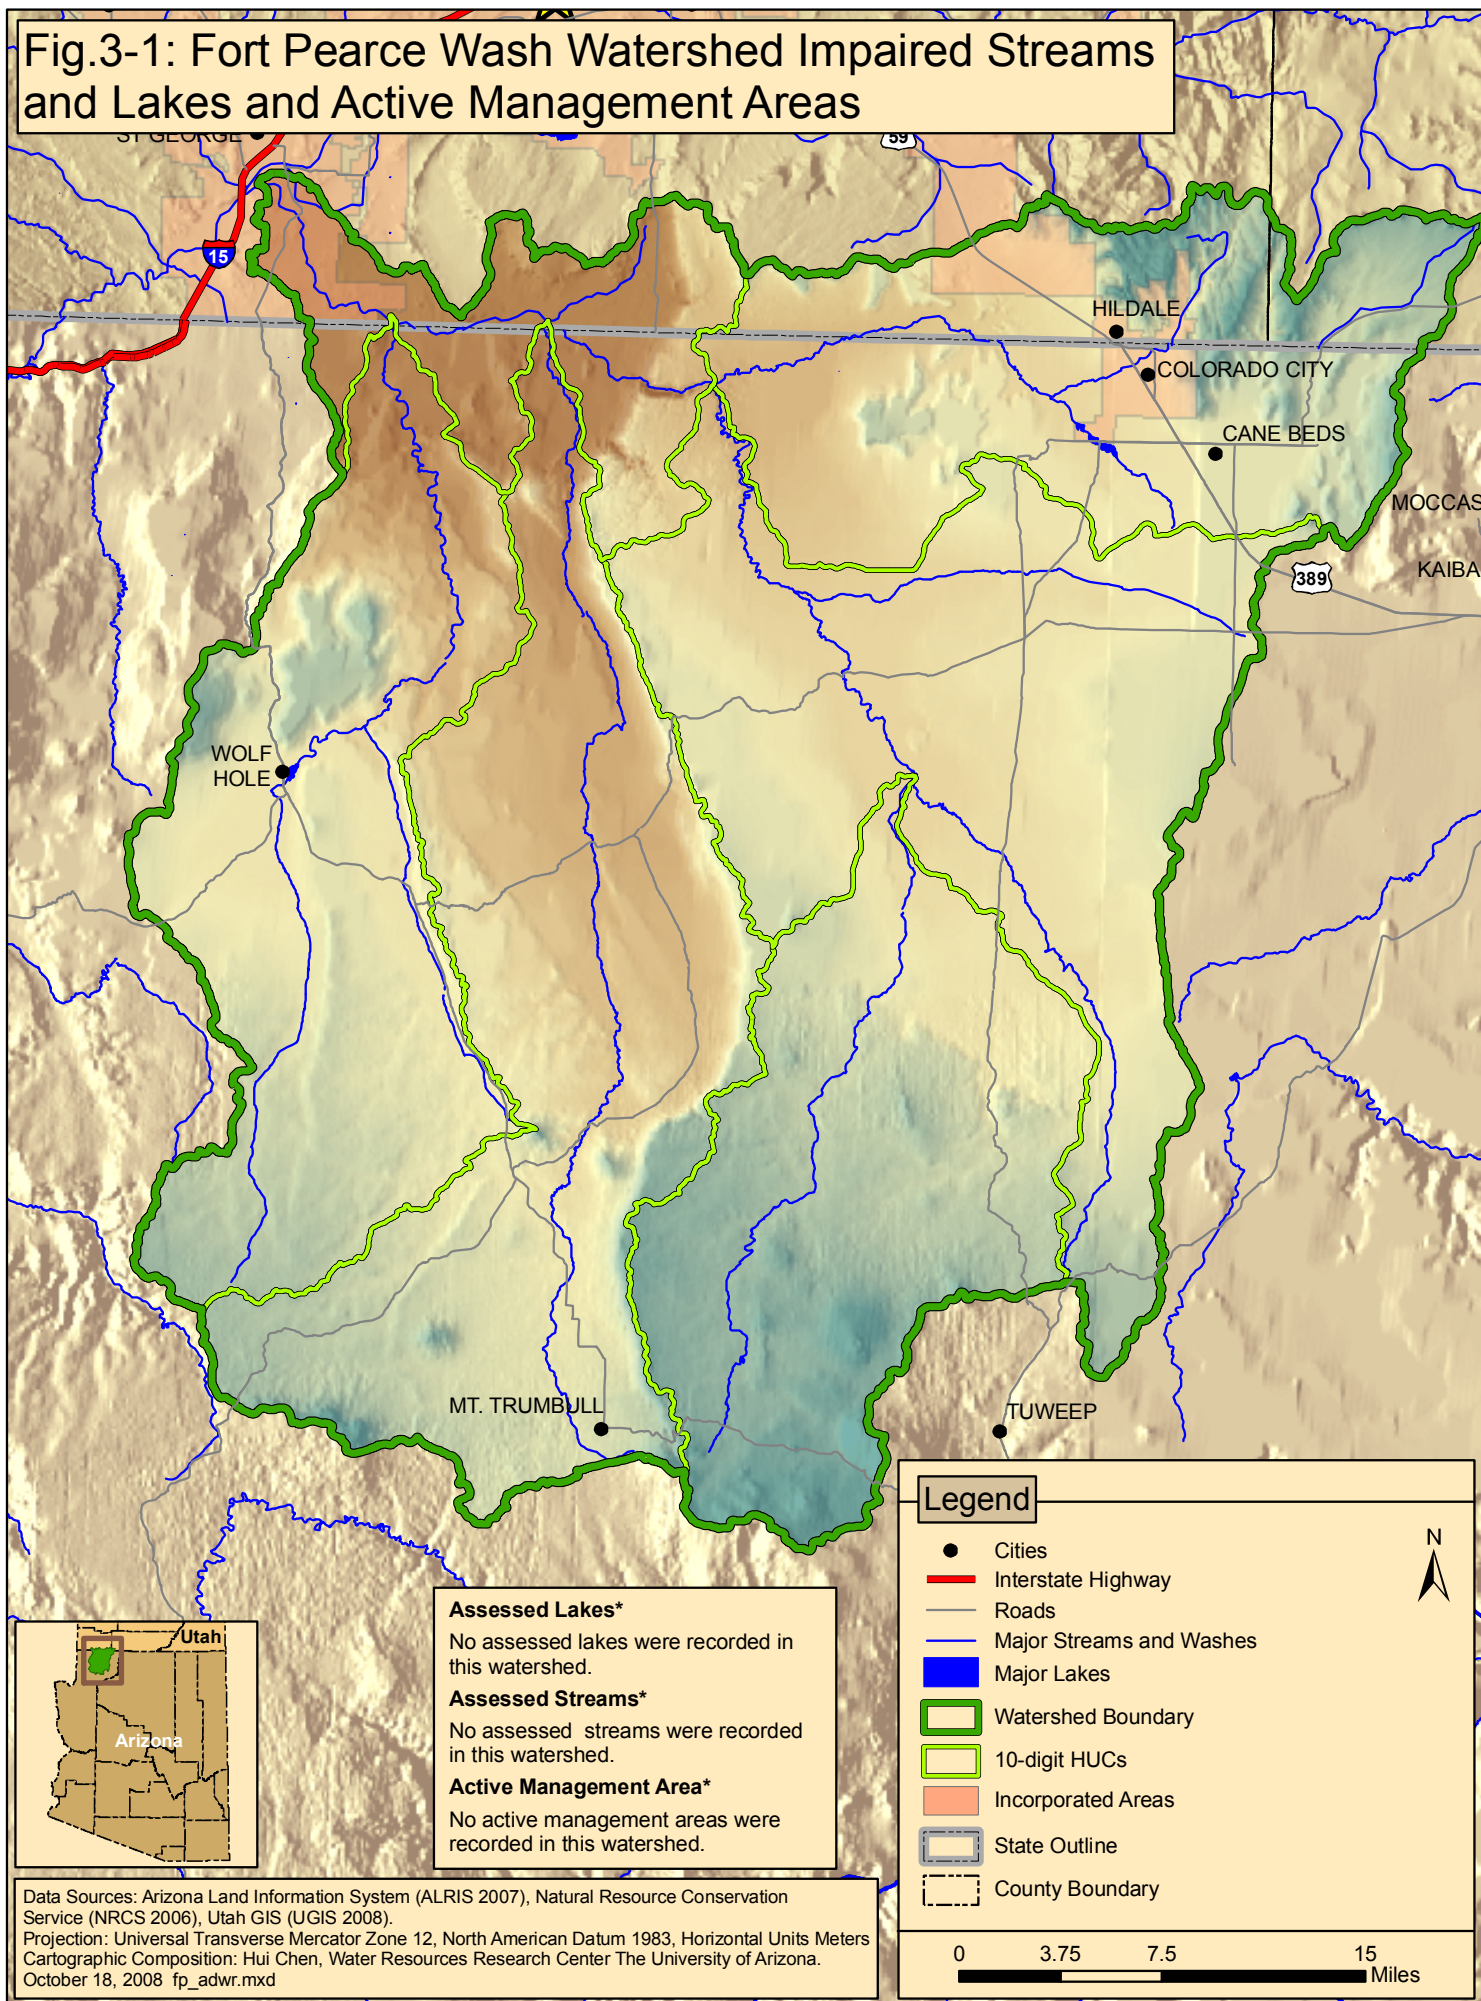 Fig.3-1: Fort Pearce Wash Watershed Impaired Streams
and Lakes and Active Management Areas
ST GEORGE
59
15
HILDALE
COLORADO CITY
CANE BEDS
MOCCAS
389
KAIBA
WOLF
HOLE
MT. TRUMBULL
TUWEEP
Legend
N
Cities
Interstate Highway
Roads
Major Streams and Washes
Major Lakes
Watershed Boundary
10-digit HUCs
Incorporated Areas
State Outline
County Boundary
0 3.75 7.5 15
Miles
Assessed Lakes*
No assessed lakes were recorded in
this watershed.
Assessed Streams*
No assessed streams were recorded
in this watershed.
Active Management Area*
No active management areas were
recorded in this watershed.
Utah
Arizona
Data Sources: Arizona Land Information System (ALRIS 2007), Natural Resource Conservation
Service (NRCS 2006), Utah GIS (UGIS 2008).
Projection: Universal Transverse Mercator Zone 12, North American Datum 1983, Horizontal Units Meters
Cartographic Composition: Hui Chen, Water Resources Research Center The University of Arizona.
October 18, 2008 fp_adwr.mxd